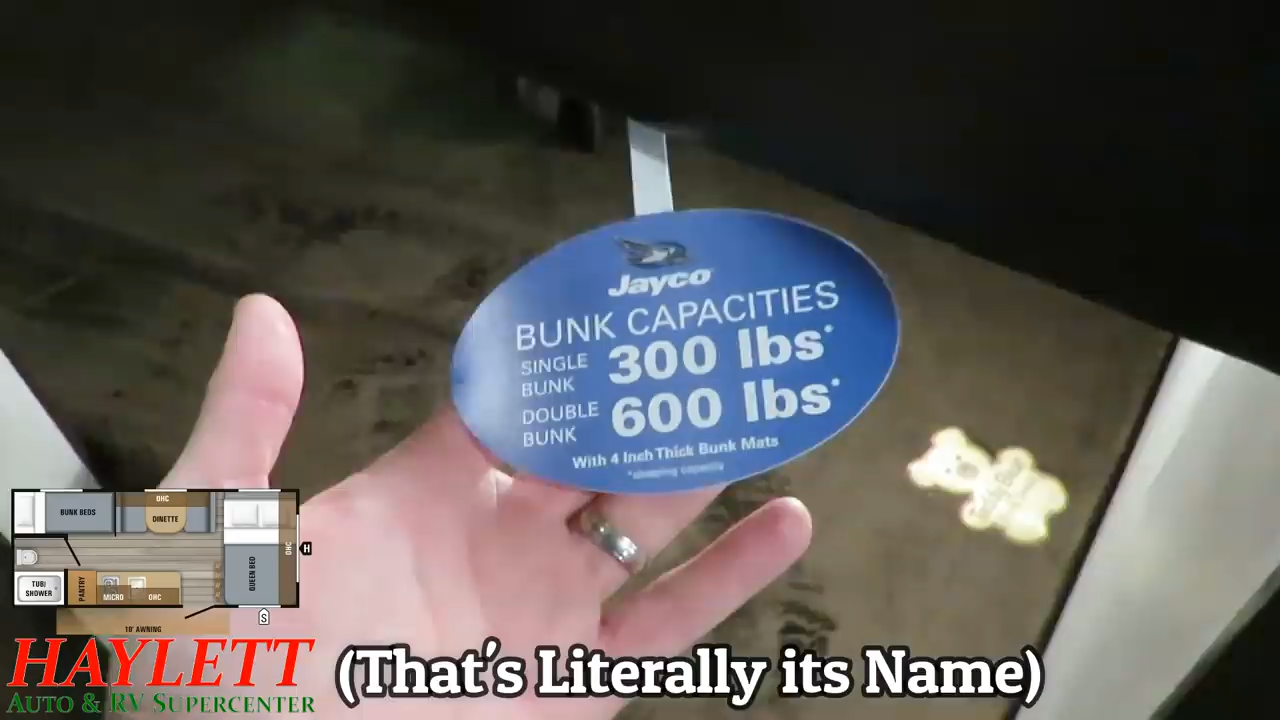 Jayco
BUNK CAPACITIES
SINGLE BUNK 300 lbs*
DOUBLE BUNK 600 lbs*
With 4 Inch Thick Bunk Mats
*sleeping capacity
BUNK BEDS
OHC
DINETTE
OHC
H
QUEEN BED
TUB/
SHOWER
PANTRY
MICRO
OHC
S
10' AWNING
HAYLETT
AUTO & RV SUPERCENTER
(That's Literally its Name)